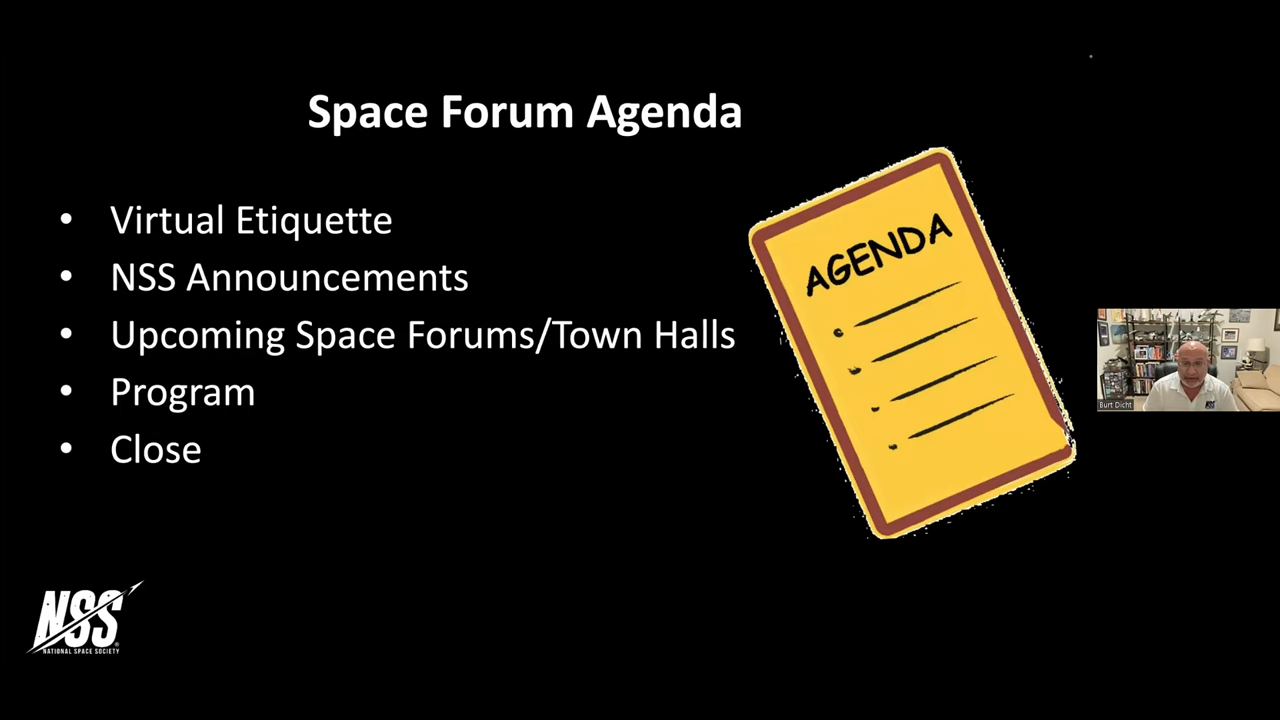 Space Forum Agenda
• Virtual Etiquette
• NSS Announcements
• Upcoming Space Forums/Town Halls
• Program
• Close
AGENDA
Burt Dicht
NSS
NSS
NATIONAL SPACE SOCIETY